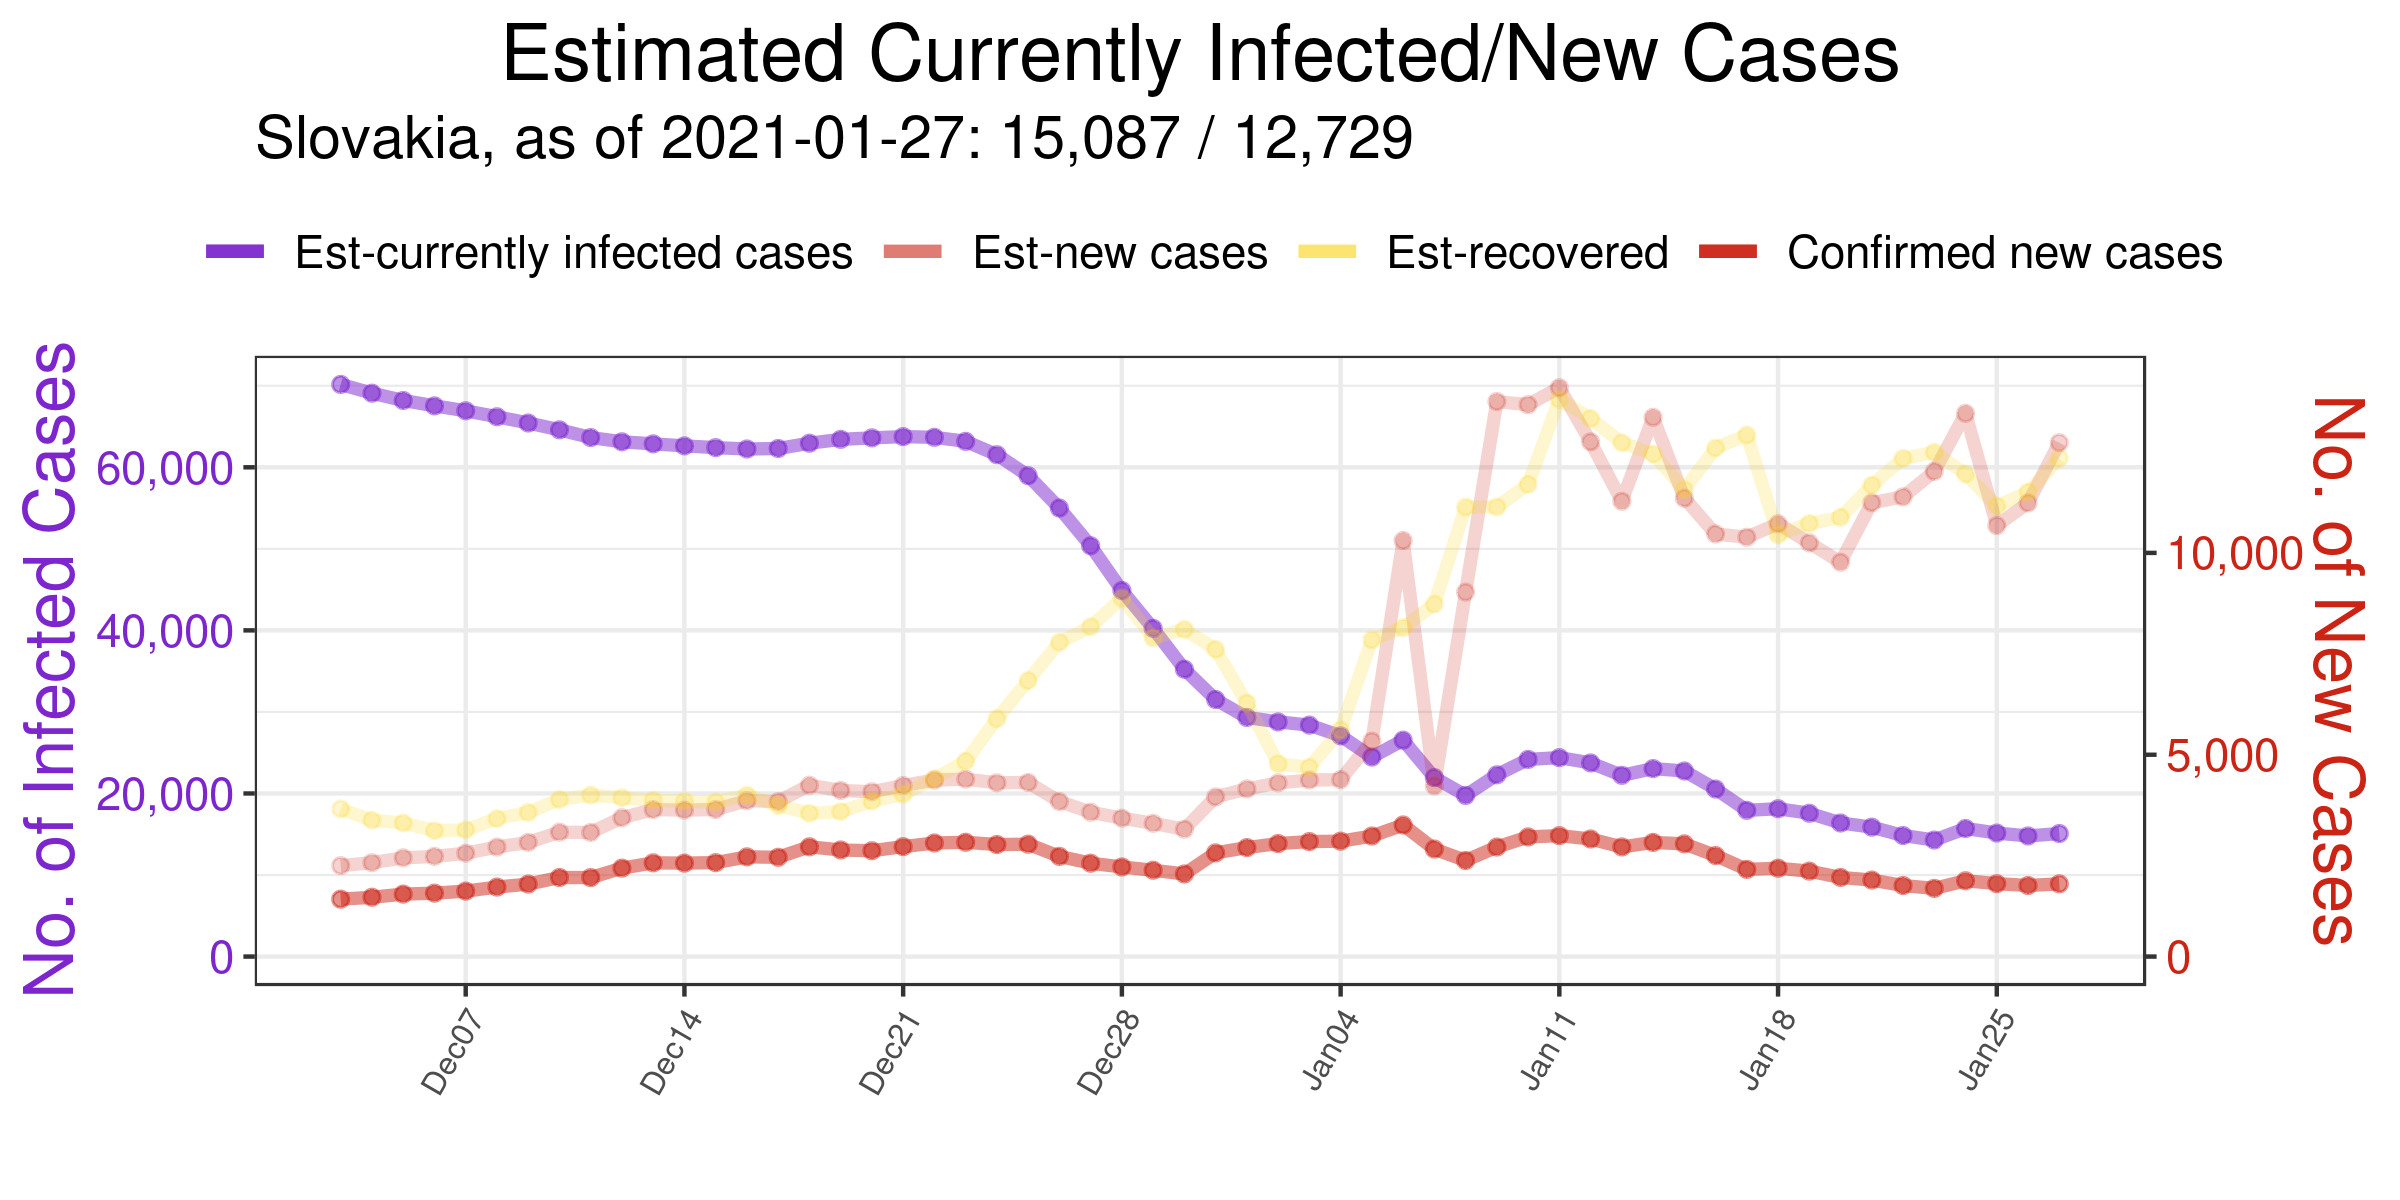 Estimated Currently Infected/New Cases
Slovakia, as of 2021-01-27: 15,087 / 12,729
Est-currently infected cases Est-new cases Est-recovered Confirmed new cases
No. of Infected Cases
60,000
40,000
20,000
0
No. of New Cases
10,000
5,000
0
Dec07 Dec14 Dec21 Dec28 Jan04 Jan11 Jan18 Jan25